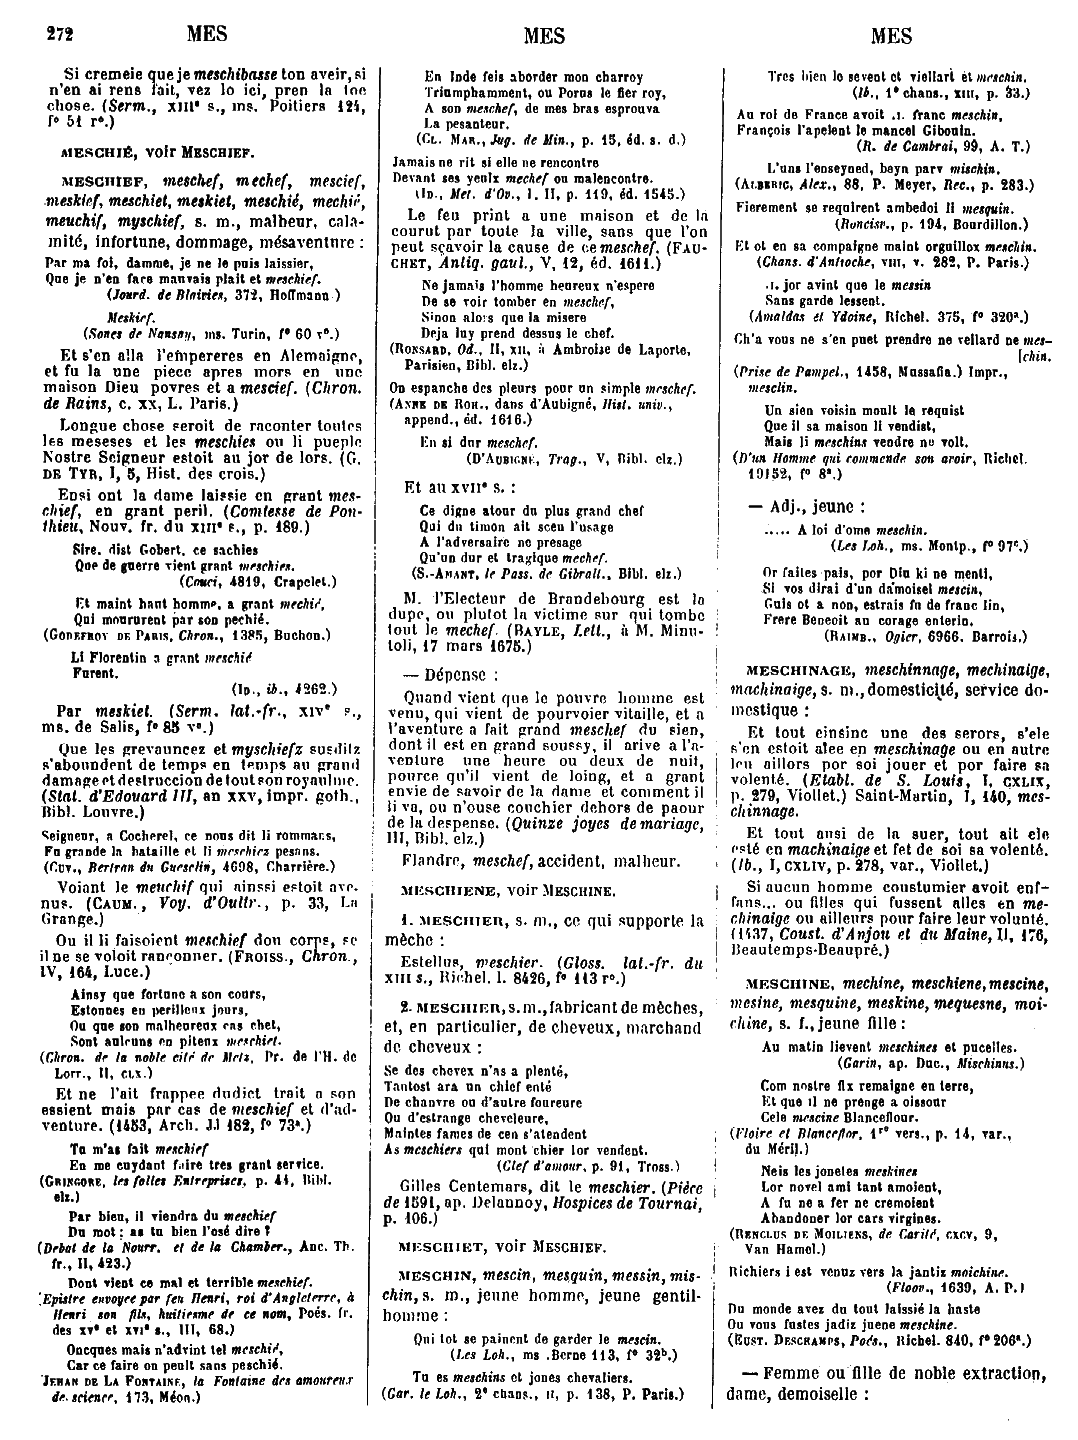 272
MES
MES
MES
Si cremeie que je meschibasse ton aveir, si
n'en ai rens fait, vez lo ici, pren la toe
chose. (Serm., XIIIe s., ms. Poitiers 124,
fo 51 ro.)
MESCHIÉ, voir MESCHIEF.
MESCHIEF, meschef, mechef, mescief,
meskief, meschiet, meskiet, meschié, mechié,
meuchif, myschief, s. m., malheur, cala-
mité, infortune, dommage, mésaventure :
Par ma foi, damme, je ne le puis laissier,
Que je n'en face mauvais plait et meschief.
(Jourd. de Blaivies, 372, Hoffmann.)
Meskief.
(Sones de Nansay, ms. Turin, fo 60 vo.)
Et s'en alla l'empereres en Alemaigne,
et fu la une piece apres mors en une
maison Dieu povres et a mescief. (Chron.
de Rains, c. XX, L. Paris.)
Longue chose seroit de raconter toutes
les meseses et les meschies ou li pueple
Nostre Seigneur estoit au jor de lors. (G.
DE TYR, I, 5, Hist. des crois.)
Ensi ont la dame laissie en grant mes-
chief, en grant peril. (Comtesse de Pon-
thieu, Nouv. fr. du XIIIe s., p. 189.)
Sire, dist Gobert, ce sachies
Que de guerre vient grant meschies.
(Couci, 4819, Crapelet.)
Et maint haut homme, a grant mechié,
Qui moururent par son pechié.
(GODEFROY DE PARIS, Chron., 1385, Buchon.)
Li Florentin a grant meschié
Furent.
(ID., ib., 4262.)
Par meskiet. (Serm. lat.-fr., XIVe s.,
ms. de Salis, fo 85 vo.)
Que les grevauncez et myschiefz susditz
s'aboundent de temps en temps au grand
damage et destruccion de tout son royaulme.
(Stat. d'Edouard III, an XXV, impr. goth.,
Bibl. Louvre.)
Seigneur, a Cocherel, ce nous dit li rommans,
Fu grande la bataille et li meschiez pesans.
(CUV., Bertran du Guesclin, 4698, Charrière.)
Voiant le meuchif qui ainssi estoit ave-
nus. (CAUM., Voy. d'Oultr., p. 33, La
Grange.)
Ou il li faisoient meschief dou corps, se
il ne se voloit rançonner. (FROISS., Chron.,
IV, 164, Luce.)
Ainsy que fortune a son cours,
Estonnes en perilleux jours,
Ou que son malheureux cas chet,
Sont aulcuns en piteux meschiet.
(Chron. de la noble cité de Metz, Pr. de l'H. de
Lorr., II, CLX.)
Et ne l'ait frappee dudict trait a son
essient mais par cas de meschief et d'ad-
venture. (1453, Arch. JJ 182, fo 73a.)
Tu m'as fait meschief
En me cuydant faire tres grant service.
(GRINGORE, les folles Entreprises, p. 41, Bibl.
elz.)
Par bieu, il viendra du meschief
Du mot ; as tu bien l'osé dire ?
(Debat de la Nourr. et de la Chamber., Anc. Th.
fr., II, 423.)
Dont vient ce mal et terrible meschief.
(Epistre envoyee par feu Henri, roi d'Angleterre, à
Henri son fils, huitiesme de ce nom, Poés. fr.
des XVe et XVIe s., III, 68.)
Oncques mais n'advint tel meschié,
Car ce faire on peult sans peschié.
(JEHAN DE LA FONTAINE, la Fontaine des amoureux
de science, 173, Méon.)
En Inde feis aborder mon charroy
Triumphamment, ou Porus le fier roy,
A son meschef, de mes bras esprouva
La pesanteur.
(CL. MAR., Jug. de Min., p. 15, éd. s. d.)
Jamais ne rit si elle ne rencontre
Devant ses yeulx mechef ou malencontre.
(ID., Met. d'Ov., l. II, p. 119, éd. 1545.)
Le feu print a une maison et de la
courut par toute la ville, sans que l'on
peut sçavoir la cause de ce meschef. (FAU-
CHET, Antiq. gaul., V, 12, éd. 1611.)
Ne jamais l'homme heureux n'espere
De se voir tomber en meschef,
Sinon alors que la misere
Deja luy prend dessus le chef.
(RONSARD, Od., II, XII, à Ambroise de Laporte,
Parisien, Bibl. elz.)
On espanche des pleurs pour un simple meschef.
(ANNE DE ROH., dans d'Aubigné, Hist. univ.,
append., éd. 1616.)
En si dur meschef.
(D'AUBIGNÉ, Trag., V, Bibl. elz.)
Et au XVIIe s. :
Ce digne atour du plus grand chef
Qui du timon ait sceu l'usage
A l'adversaire ne presage
Qu'un dur et tragique mechef.
(S.-AMANT, le Pass. de Gibralt., Bibl. elz.)
M. l'Electeur de Brandebourg est la
dupe, ou plutot la victime sur qui tombe
tout le mechef. (BAYLE, Lett., à M. Minu-
toli, 17 mars 1675.)
— Dépense :
Quand vient que le pouvre homme est
venu, qui vient de pourvoier vitaille, et a
l'aventure a fait grand meschef du sien,
dont il est en grand soussy, il arive a l'a-
venture une heure ou deux de nuit,
pource qu'il vient de loing, et a grant
envie de savoir de la dame et comment il
li va, ou n'ouse couchier dehors de paour
de la despense. (Quinze joyes de mariage,
III, Bibl. elz.)
Flandre, meschef, accident, malheur.
MESCHIENE, voir MESCHINE.
1. MESCHIER, s. m., ce qui supporte la
mèche :
Estellus, meschier. (Gloss. lat.-fr. du
XIII s., Richel. l. 8426, fo 113 ro.)
2. MESCHIER, s. m., fabricant de mèches,
et, en particulier, de cheveux, marchand
de cheveux :
Se des chevex n'as a plenté,
Tantost ara un chief enté
De chanvre ou d'autre foureure
Ou d'estrange cheveleure,
Maintes fames de ceu s'atendent
As meschiers qui mont chier lor vendent.
(Clef d'amour, p. 91, Tross.)
Gilles Centemars, dit le meschier. (Pièce
de 1591, ap. Delannoy, Hospices de Tournai,
p. 106.)
MESCHIET, voir MESCHIEF.
MESCHIN, mescin, mesquin, messin, mis-
chin, s. m., jeune homme, jeune gentil-
homme :
Qui tot se painent de garder le mescin.
(Les Loh., ms. Berne 113, fo 32b.)
Tu es meschins et jones chevaliers.
(Gar. le Loh., 2e chans., II, p. 138, P. Paris.)
Tres bien lo sevent et viellart et meschin.
(Ib., 1e chans., XIII, p. 33.)
Au roi de France avoit .I. franc meschin,
François l'apelent le mancel Gibouin.
(R. de Cambrai, 99, A. T.)
L'uns l'enseyned, beyn parv mischin.
(ALBERIC, Alex., 88, P. Meyer, Rec., p. 283.)
Fierement se requirent ambedoi li mesquin.
(Roncisv., p. 194, Bourdillon.)
Et ot en sa compaigne maint orguillox meschin.
(Chans. d'Antioche, VIII, v. 282, P. Paris.)
.I. jor avint que le messin
Sans garde lessent.
(Amaldas et Ydoine, Richel. 375, fo 320a.)
Ch'a vous ne s'en puet prendre ne vellard ne mes-
[chin.
(Prise de Pampel., 1458, Mussafia.) Impr.,
mesclin.
Un sien voisin moult le requist
Que il sa maison li vendist,
Mais li meschins vendre nu volt.
(D'un Homme qui commende son avoir, Richel.
19152, fo 8a.)
— Adj., jeune :
..... A loi d'ome meschin.
(Les Loh., ms. Montp., fo 97c.)
Or faites pais, por Diu ki ne menti,
Si vos dirai d'un damoisel mescin,
Guis ot a non, estrais fu de franc lin,
Frere Beneoit au corage enterin.
(RAIMB., Ogier, 6966, Barrois.)
MESCHINAGE, meschinnage, mechinaige,
machinaige, s. m., domesticité, service do-
mestique :
Et tout einsinc une des serors, s'ele
s'en estoit alee en meschinage ou en autre
leu aillors por soi jouer et por faire sa
volenté. (Etabl. de S. Louis, I, CXLIX,
p. 279, Viollet.) Saint-Martin, I, 140, mes-
chinnage.
Et tout ansi de la suer, tout ait ele
esté en machinaige et fet de soi sa volenté.
(Ib., I, CXLIV, p. 278, var., Viollet.)
Si aucun homme coustumier avoit enf-
fans... ou filles qui fussent alles en me-
chinaige ou ailleurs pour faire leur volunté.
(1437, Coust. d'Anjou et du Maine, II, 176,
Beautemps-Beaupré.)
MESCHINE, mechine, meschiene, mescine,
mesine, mesquine, meskine, mequesne, moi-
chine, s. f., jeune fille :
Au matin lievent meschines et pucelles.
(Garin, ap. Duc., Mischinus.)
Com nostre fix remaigne en terre,
Et que il ne prenge a oissour
Cele mescine Blanceflour.
(Floire et Blanceflor, 1re vers., p. 14, var.,
du Méril.)
Neis les joneles meskines
Lor novel ami tant amoient,
A fu ne a fer ne cremoient
Abandoner lor cars virgines.
(RENCLUS DE MOILIENS, de Carité, CXCV, 9,
Van Hamel.)
Richiers i est venuz vers la jantis moichine.
(Floov., 1639, A. P.)
Du monde avez du tout laissié la haste
Ou vous fustes jadiz juene meschine.
(EUST. DESCHAMPS, Poés., Richel. 840, fo 206a.)
— Femme ou fille de noble extraction,
dame, demoiselle :